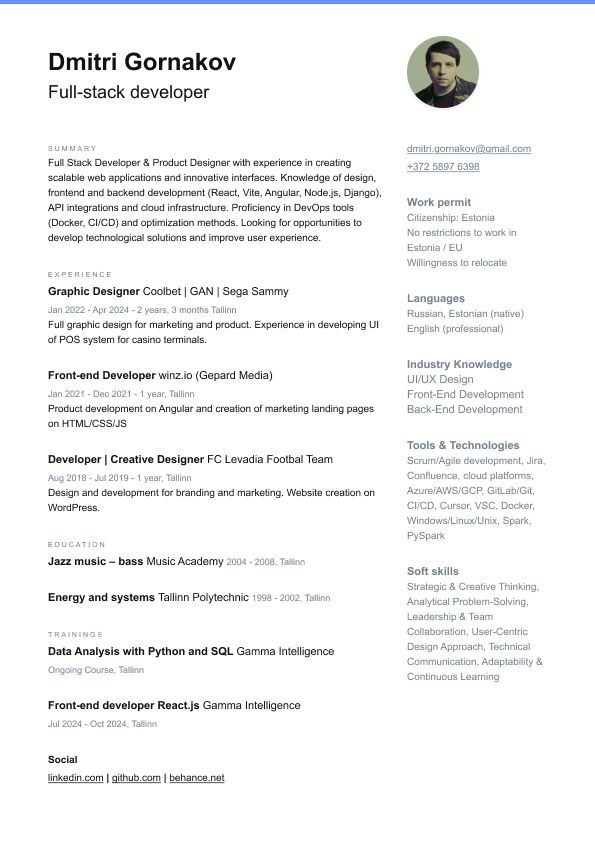 Dmitri Gornakov
Full-stack developer
SUMMARY
Full Stack Developer & Product Designer with experience in creating
scalable web applications and innovative interfaces. Knowledge of design,
frontend and backend development (React, Vite, Angular, Node.js, Django),
API integrations and cloud infrastructure. Proficiency in DevOps tools
(Docker, CI/CD) and optimization methods. Looking for opportunities to
develop technological solutions and improve user experience.
EXPERIENCE
Graphic Designer Coolbet | GAN | Sega Sammy
Jan 2022 - Apr 2024 - 2 years, 3 months Tallinn
Full graphic design for marketing and product. Experience in developing UI
of POS system for casino terminals.
Front-end Developer winz.io (Gepard Media)
Jan 2021 - Dec 2021 - 1 year, Tallinn
Product development on Angular and creation of marketing landing pages
on HTML/CSS/JS
Developer | Creative Designer FC Levadia Footbal Team
Aug 2018 - Jul 2019 - 1 year, Tallinn
Design and development for branding and marketing. Website creation on
WordPress.
EDUCATION
Jazz music – bass Music Academy 2004 - 2008, Tallinn
Energy and systems Tallinn Polytechnic 1998 - 2002, Tallinn
TRAININGS
Data Analysis with Python and SQL Gamma Intelligence
Ongoing Course, Tallinn
Front-end developer React.js Gamma Intelligence
Jul 2024 - Oct 2024, Tallinn
Social
linkedin.com | github.com | behance.net
dmitri.gornakov@gmail.com
+372 5897 6398
Work permit
Citizenship: Estonia
No restrictions to work in
Estonia / EU
Willingness to relocate
Languages
Russian, Estonian (native)
English (professional)
Industry Knowledge
UI/UX Design
Front-End Development
Back-End Development
Tools & Technologies
Scrum/Agile development, Jira,
Confluence, cloud platforms,
Azure/AWS/GCP, GitLab/Git,
CI/CD, Cursor, VSC, Docker,
Windows/Linux/Unix, Spark,
PySpark
Soft skills
Strategic & Creative Thinking,
Analytical Problem-Solving,
Leadership & Team
Collaboration, User-Centric
Design Approach, Technical
Communication, Adaptability &
Continuous Learning